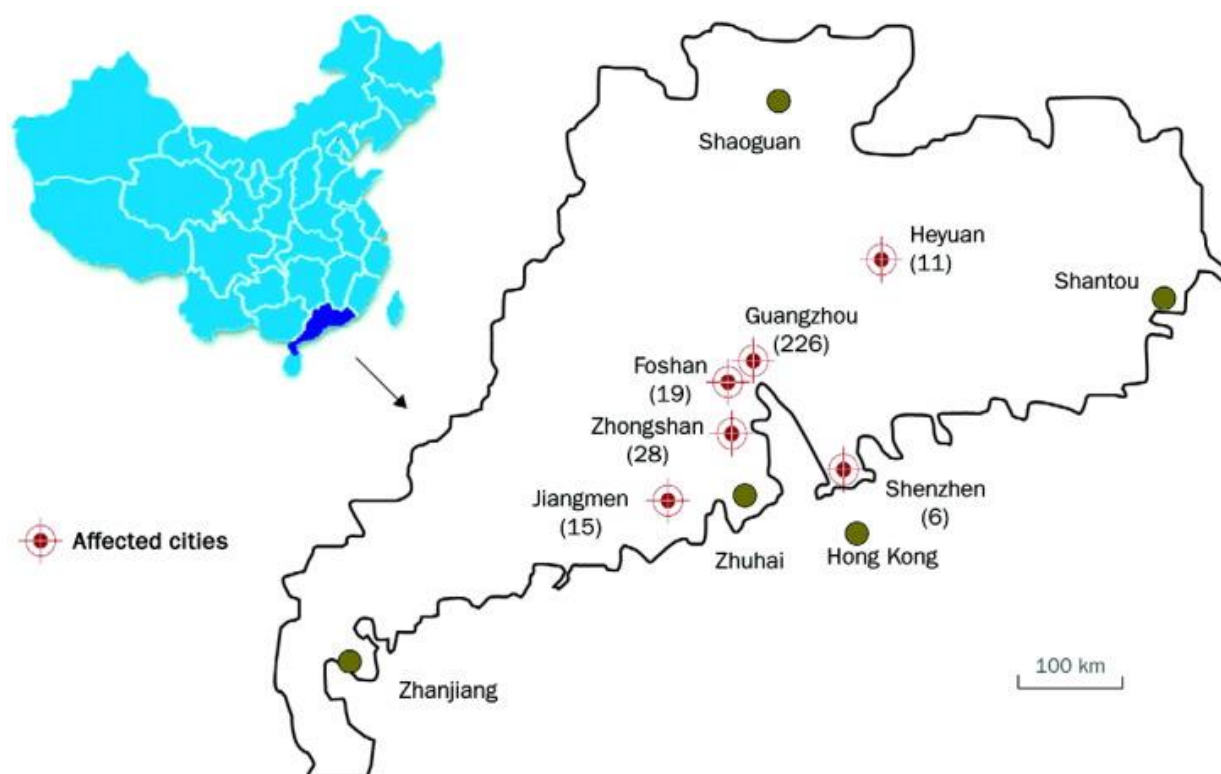 Shaoguan
Heyuan
(11)
Shantou
Guangzhou
(226)
Foshan
(19)
Zhongshan
(28)
Jiangmen
(15)
Shenzhen
(6)
Affected cities
Zhuhai
Hong Kong
100 km
Zhanjiang